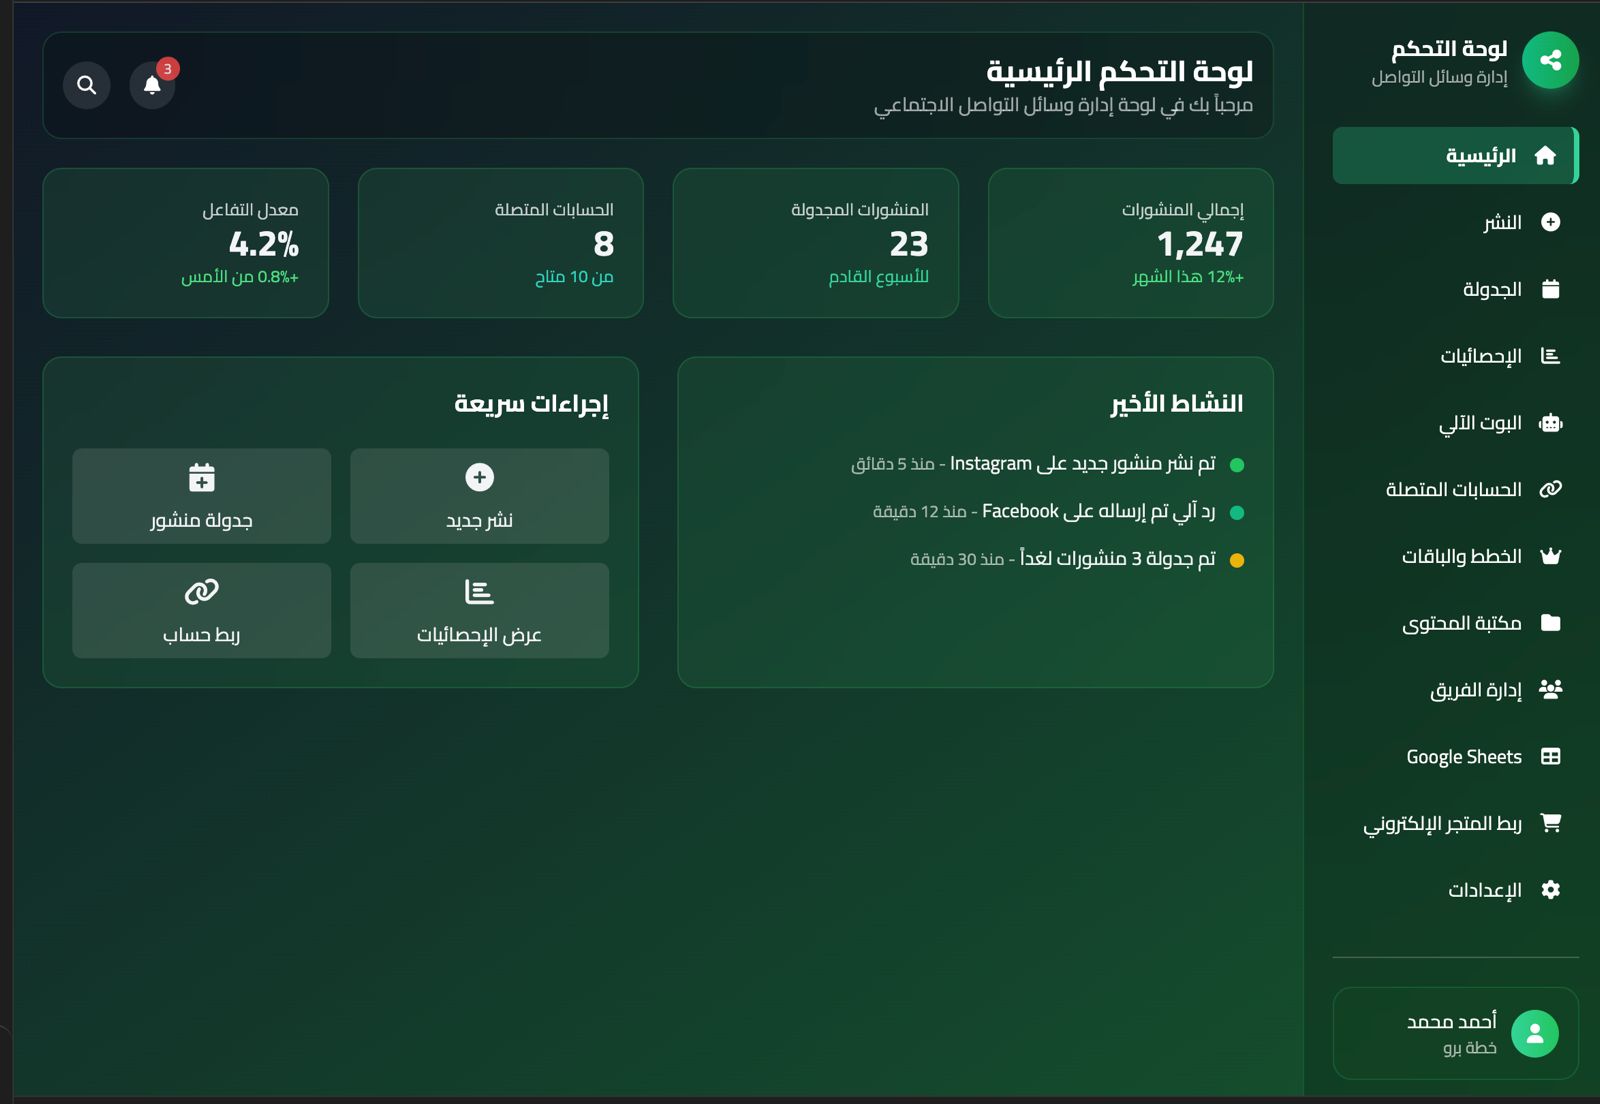 لوحة التحكم
إدارة وسائل التواصل
الرئيسية
النشر
الجدولة
الإحصائيات
البوت الآلي
الحسابات المتصلة
الخطط والباقات
مكتبة المحتوى
إدارة الفريق
Google Sheets
ربط المتجر الإلكتروني
الإعدادات
أحمد محمد
خطة برو
لوحة التحكم الرئيسية
مرحباً بك في لوحة إدارة وسائل التواصل الاجتماعي
3
إجمالي المنشورات
1,247
+12% هذا الشهر
المنشورات المجدولة
23
للأسبوع القادم
الحسابات المتصلة
8
من 10 متاح
معدل التفاعل
4.2%
+0.8% من الأمس
النشاط الأخير
تم نشر منشور جديد على Instagram - منذ 5 دقائق
رد آلي تم إرساله على Facebook - منذ 12 دقيقة
تم جدولة 3 منشورات لغداً - منذ 30 دقيقة
إجراءات سريعة
نشر جديد
جدولة منشور
عرض الإحصائيات
ربط حساب